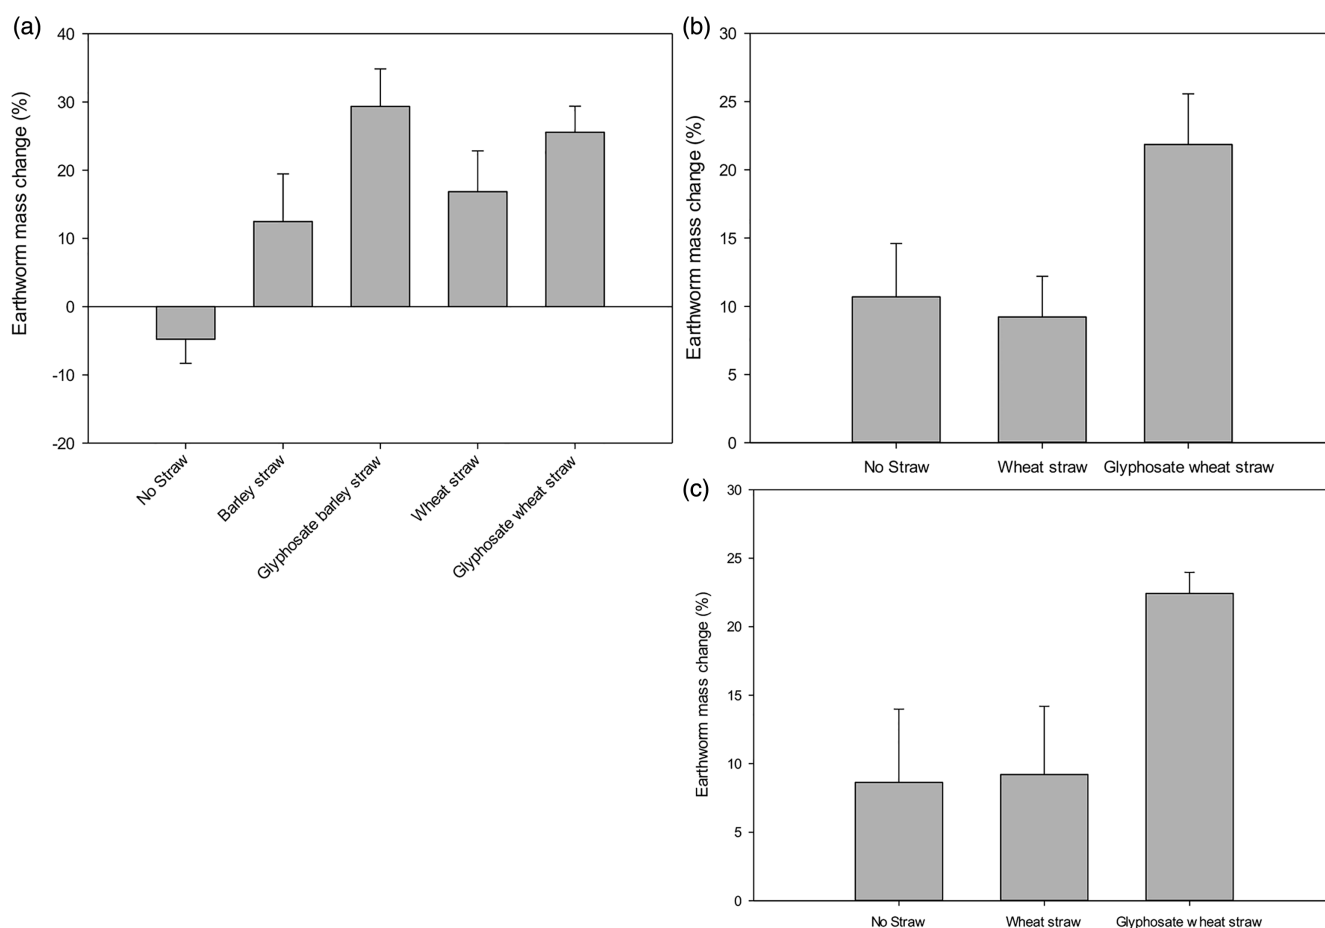 (a)
Earthworm mass change (%)
40
30
20
10
0
-10
-20
No Straw
Barley straw
Glyphosate barley straw
Wheat straw
Glyphosate wheat straw
(b)
Earthworm mass change (%)
30
25
20
15
10
5
0
No Straw
Wheat straw
Glyphosate wheat straw
(c)
Earthworm mass change (%)
30
25
20
15
10
5
0
No Straw
Wheat straw
Glyphosate wheat straw